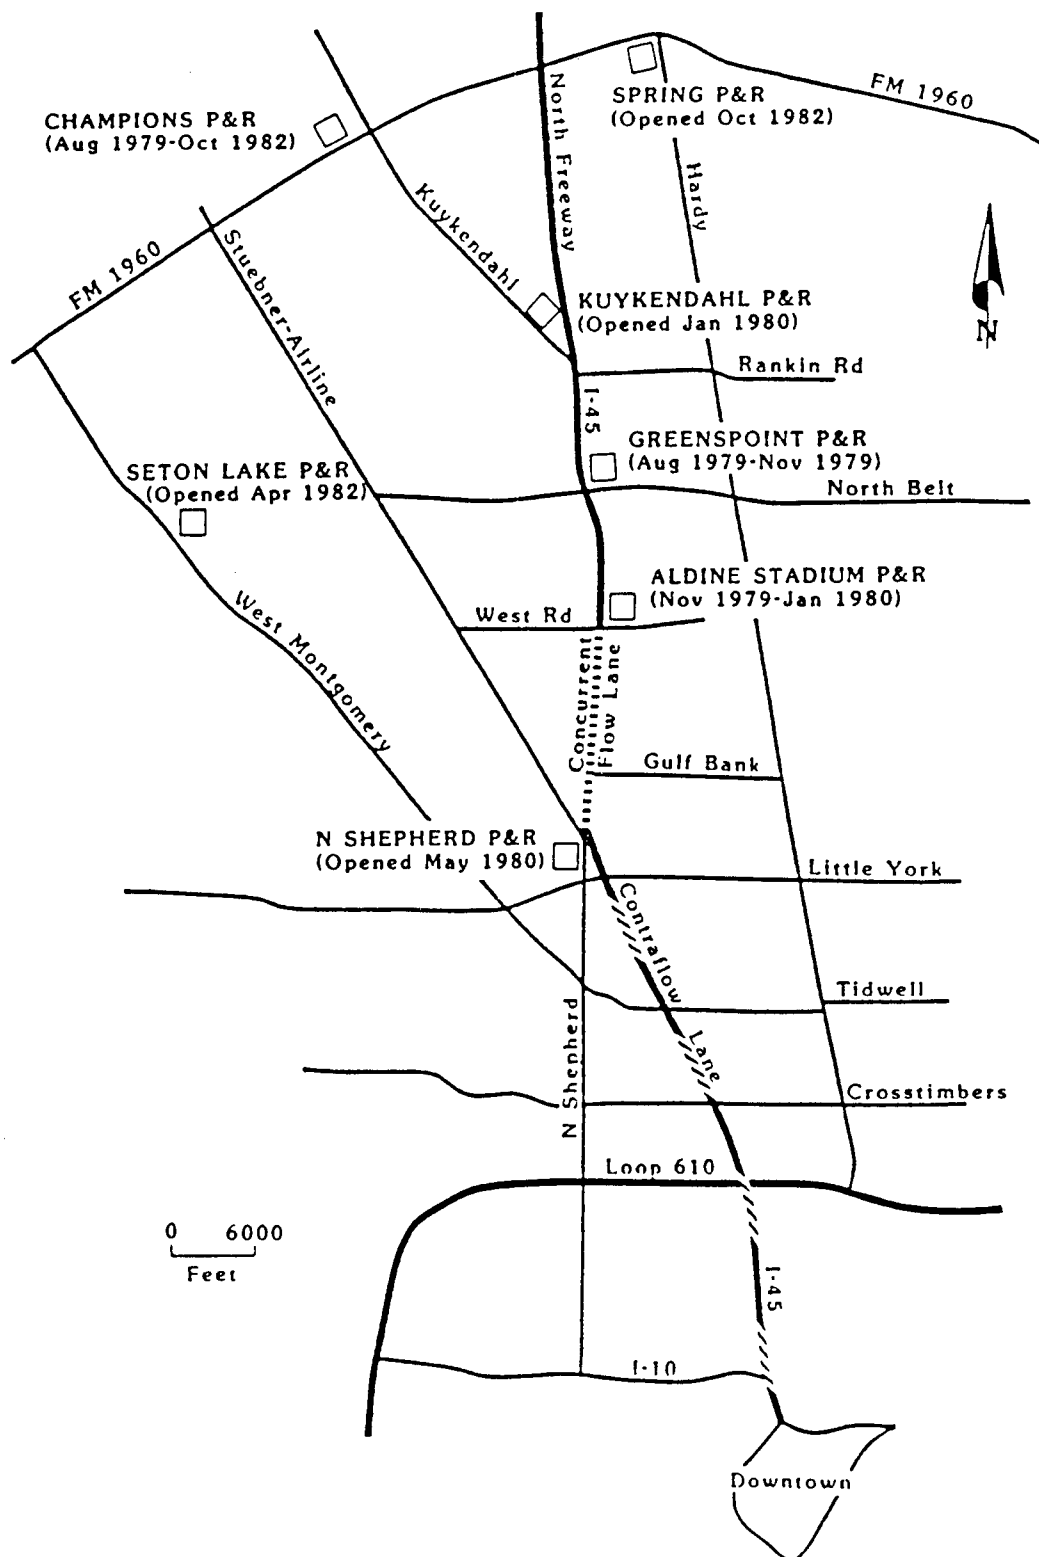 FM 1960
North Freeway
SPRING P&R
(Opened Oct 1982)
CHAMPIONS P&R
(Aug 1979-Oct 1982)
Hardy
Kuykendahl
Stuebner-Airline
FM 1960
KUYKENDAHL P&R
(Opened Jan 1980)
N
Rankin Rd
I-45
GREENSPOINT P&R
(Aug 1979-Nov 1979)
SETON LAKE P&R
(Opened Apr 1982)
North Belt
ALDINE STADIUM P&R
(Nov 1979-Jan 1980)
West Rd
West Montgomery
Concurrent
Flow Lane
Gulf Bank
N SHEPHERD P&R
(Opened May 1980)
Little York
Contraflow Lane
Tidwell
N Shepherd
Crosstimbers
Loop 610
0 6000
Feet
I-45
I-10
Downtown